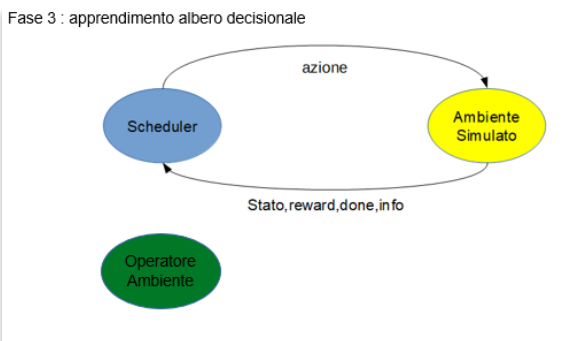 Fase 3 : apprendimento albero decisionale
azione
Scheduler
Ambiente
Simulato
Stato,reward,done,info
Operatore
Ambiente